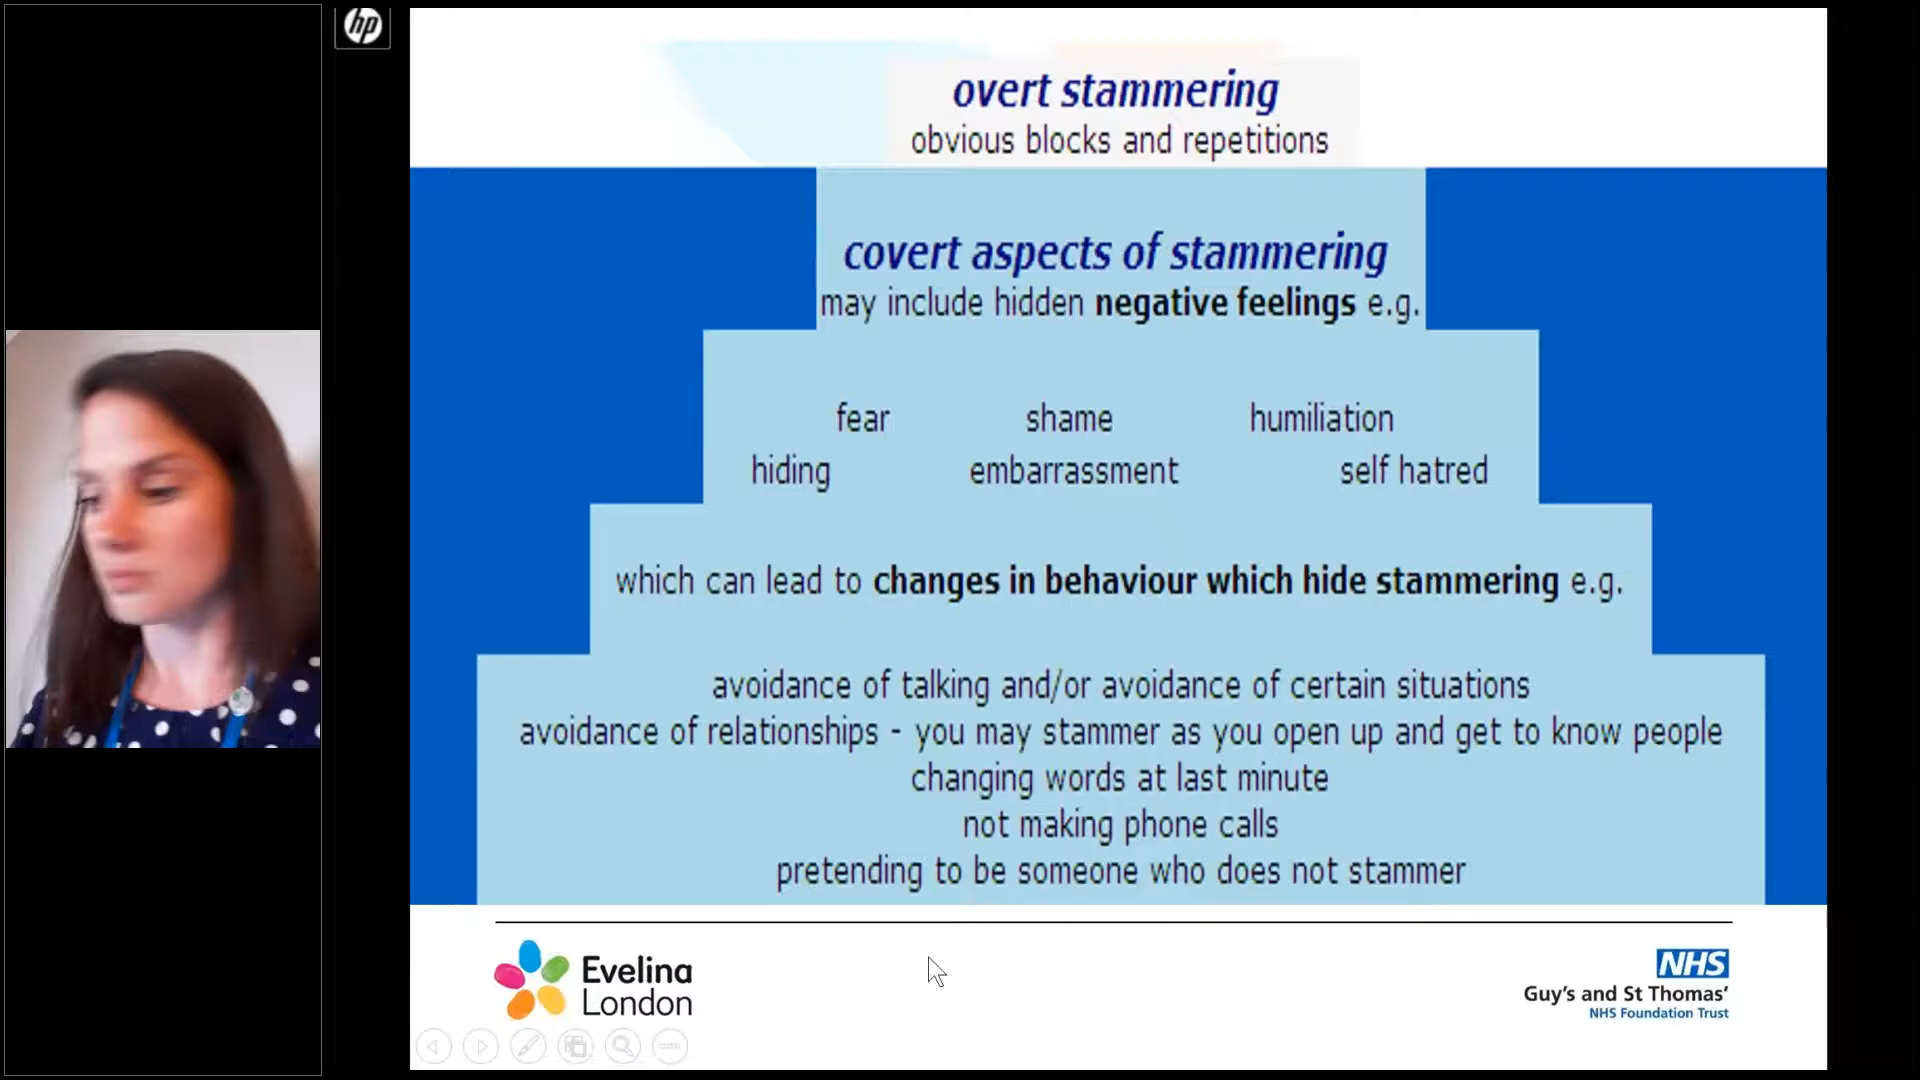 hp
overt stammering
obvious blocks and repetitions
covert aspects of stammering
may include hidden negative feelings e.g.
fear shame humiliation
hiding embarrassment self hatred
which can lead to changes in behaviour which hide stammering e.g.
avoidance of talking and/or avoidance of certain situations
avoidance of relationships - you may stammer as you open up and get to know people
changing words at last minute
not making phone calls
pretending to be someone who does not stammer
Evelina
London
NHS
Guy's and St Thomas'
NHS Foundation Trust